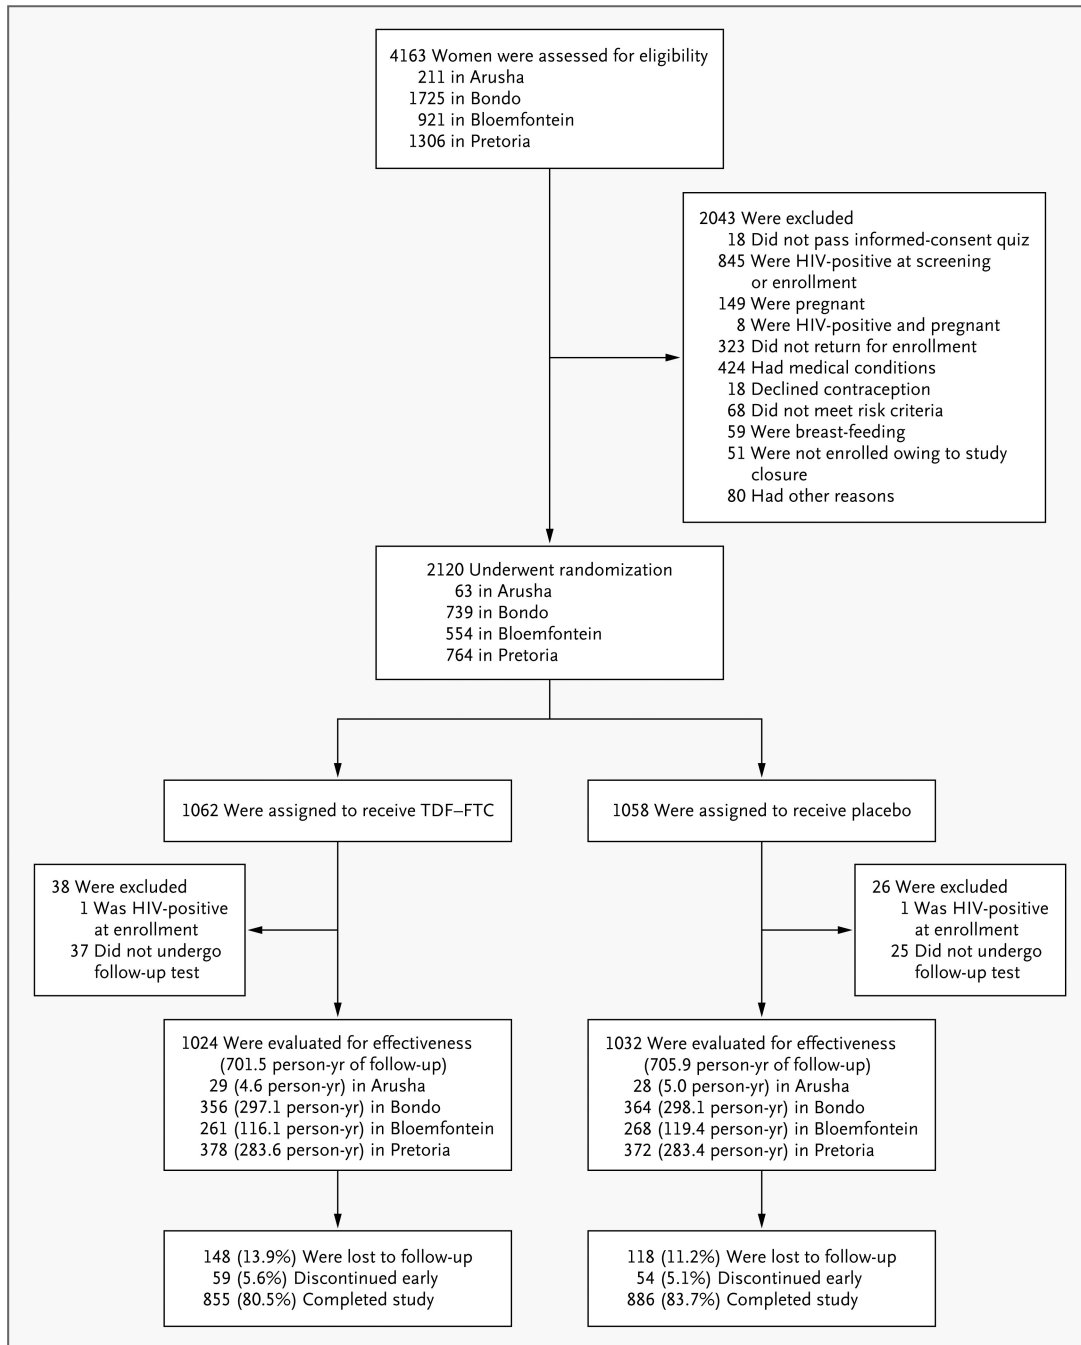 4163 Women were assessed for eligibility
211 in Arusha
1725 in Bondo
921 in Bloemfontein
1306 in Pretoria
2043 Were excluded
18 Did not pass informed-consent quiz
845 Were HIV-positive at screening
or enrollment
149 Were pregnant
8 Were HIV-positive and pregnant
323 Did not return for enrollment
424 Had medical conditions
18 Declined contraception
68 Did not meet risk criteria
59 Were breast-feeding
51 Were not enrolled owing to study
closure
80 Had other reasons
2120 Underwent randomization
63 in Arusha
739 in Bondo
554 in Bloemfontein
764 in Pretoria
1062 Were assigned to receive TDF–FTC
1058 Were assigned to receive placebo
38 Were excluded
1 Was HIV-positive
at enrollment
37 Did not undergo
follow-up test
26 Were excluded
1 Was HIV-positive
at enrollment
25 Did not undergo
follow-up test
1024 Were evaluated for effectiveness
(701.5 person-yr of follow-up)
29 (4.6 person-yr) in Arusha
356 (297.1 person-yr) in Bondo
261 (116.1 person-yr) in Bloemfontein
378 (283.6 person-yr) in Pretoria
1032 Were evaluated for effectiveness
(705.9 person-yr of follow-up)
28 (5.0 person-yr) in Arusha
364 (298.1 person-yr) in Bondo
268 (119.4 person-yr) in Bloemfontein
372 (283.4 person-yr) in Pretoria
148 (13.9%) Were lost to follow-up
59 (5.6%) Discontinued early
855 (80.5%) Completed study
118 (11.2%) Were lost to follow-up
54 (5.1%) Discontinued early
886 (83.7%) Completed study